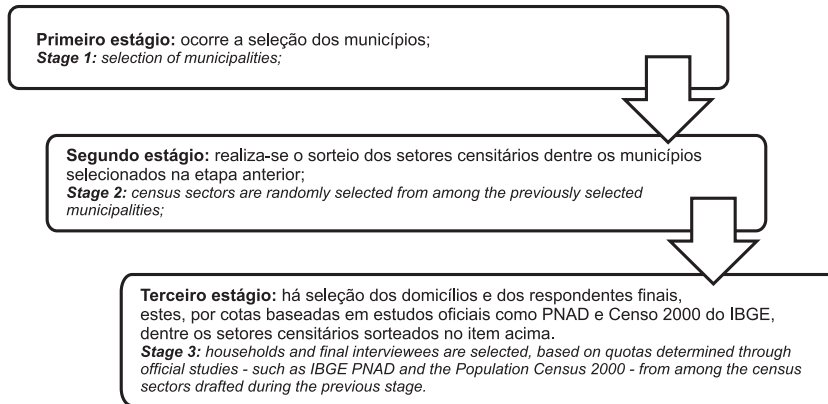 Primeiro estágio: ocorre a seleção dos municípios;
Stage 1: selection of municipalities;
Segundo estágio: realiza-se o sorteio dos setores censitários dentre os municípios
selecionados na etapa anterior;
Stage 2: census sectors are randomly selected from among the previously selected
municipalities;
Terceiro estágio: há seleção dos domicílios e dos respondentes finais,
estes, por cotas baseadas em estudos oficiais como PNAD e Censo 2000 do IBGE,
dentre os setores censitários sorteados no item acima.
Stage 3: households and final interviewees are selected, based on quotas determined through
official studies - such as IBGE PNAD and the Population Census 2000 - from among the census
sectors drafted during the previous stage.